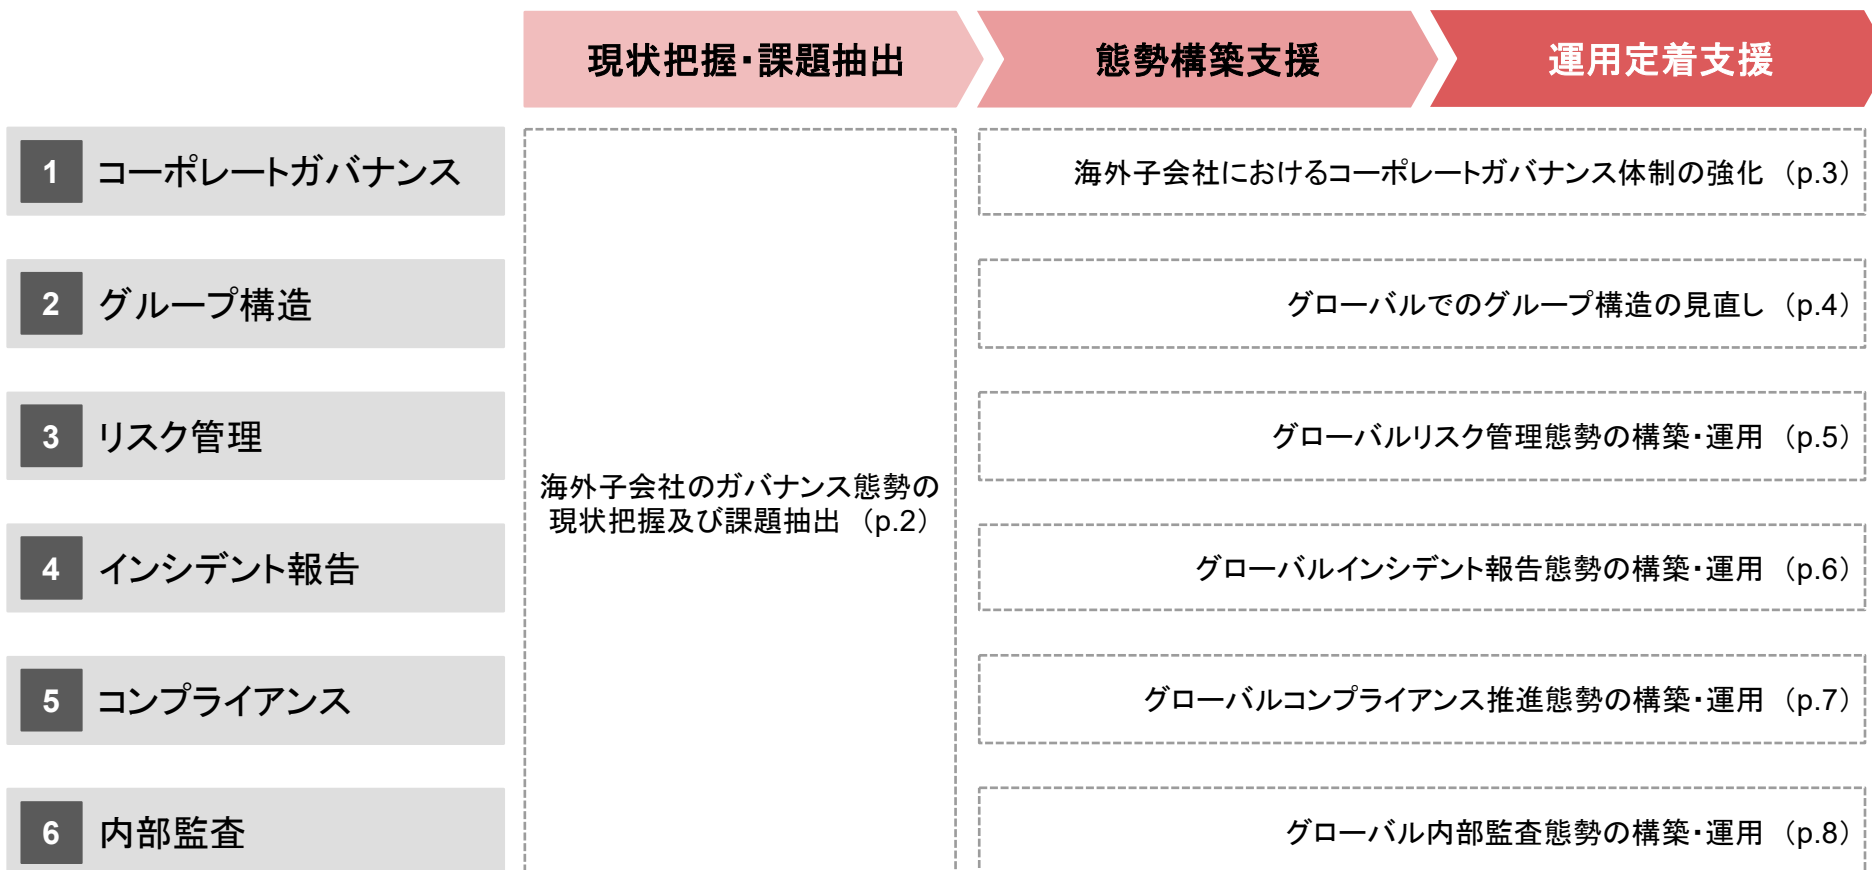 現状把握・課題抽出
態勢構築支援
運用定着支援
1 コーポレートガバナンス
海外子会社におけるコーポレートガバナンス体制の強化 （p.3）
2 グループ構造
グローバルでのグループ構造の見直し （p.4）
3 リスク管理
グローバルリスク管理態勢の構築・運用 （p.5）
海外子会社のガバナンス態勢の
現状把握及び課題抽出 （p.2）
4 インシデント報告
グローバルインシデント報告態勢の構築・運用 （p.6）
5 コンプライアンス
グローバルコンプライアンス推進態勢の構築・運用 （p.7）
6 内部監査
グローバル内部監査態勢の構築・運用 （p.8）